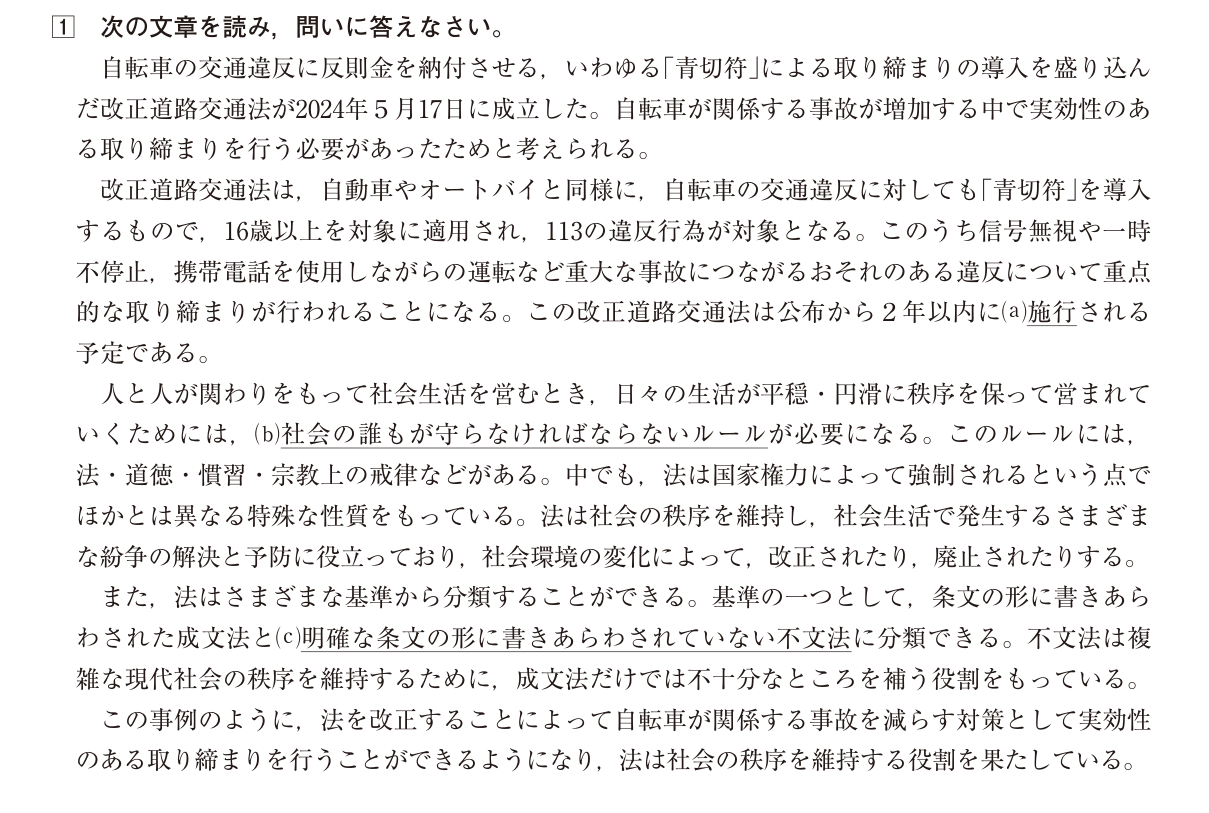 1 次の文章を読み，問いに答えなさい。
自転車の交通違反に反則金を納付させる，いわゆる「青切符」による取り締まりの導入を盛り込ん
だ改正道路交通法が2024年５月17日に成立した。自転車が関係する事故が増加する中で実効性のあ
る取り締まりを行う必要があったためと考えられる。
改正道路交通法は，自動車やオートバイと同様に，自転車の交通違反に対しても「青切符」を導入
するもので，16歳以上を対象に適用され，113の違反行為が対象となる。このうち信号無視や一時
不停止，携帯電話を使用しながらの運転など重大な事故につながるおそれのある違反について重点
的な取り締まりが行われることになる。この改正道路交通法は公布から２年以内に(a)施行される
予定である。
人と人が関わりをもって社会生活を営むとき，日々の生活が平穏・円滑に秩序を保って営まれて
いくためには，(b)社会の誰もが守らなければならないルールが必要になる。このルールには，
法・道徳・慣習・宗教上の戒律などがある。中でも，法は国家権力によって強制されるという点で
ほかとは異なる特殊な性質をもっている。法は社会の秩序を維持し，社会生活で発生するさまざま
な紛争の解決と予防に役立っており，社会環境の変化によって，改正されたり，廃止されたりする。
また，法はさまざまな基準から分類することができる。基準の一つとして，条文の形に書きあら
わされた成文法と(c)明確な条文の形に書きあらわされていない不文法に分類できる。不文法は複
雑な現代社会の秩序を維持するために，成文法だけでは不十分なところを補う役割をもっている。
この事例のように，法を改正することによって自転車が関係する事故を減らす対策として実効性
のある取り締まりを行うことができるようになり，法は社会の秩序を維持する役割を果たしている。